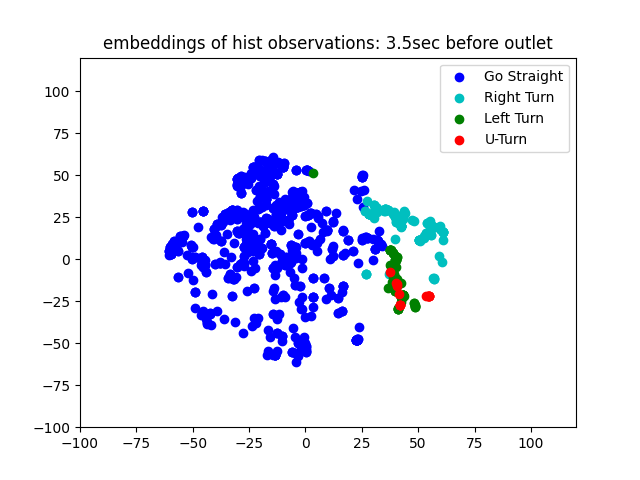 embeddings of hist observations: 3.5sec before outlet
Go Straight
Right Turn
Left Turn
U-Turn
100
75
50
25
0
−25
−50
−75
−100
−100 −75 −50 −25 0 25 50 75 100